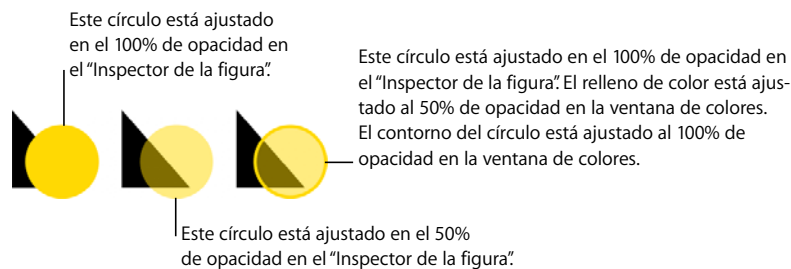 Este círculo está ajustado
en el 100% de opacidad en
el “Inspector de la figura”.
Este círculo está ajustado en el 100% de opacidad en
el “Inspector de la figura”. El relleno de color está ajus-
tado al 50% de opacidad en la ventana de colores.
El contorno del círculo está ajustado al 100% de
opacidad en la ventana de colores.
Este círculo está ajustado en el 50%
de opacidad en el “Inspector de la figura”.